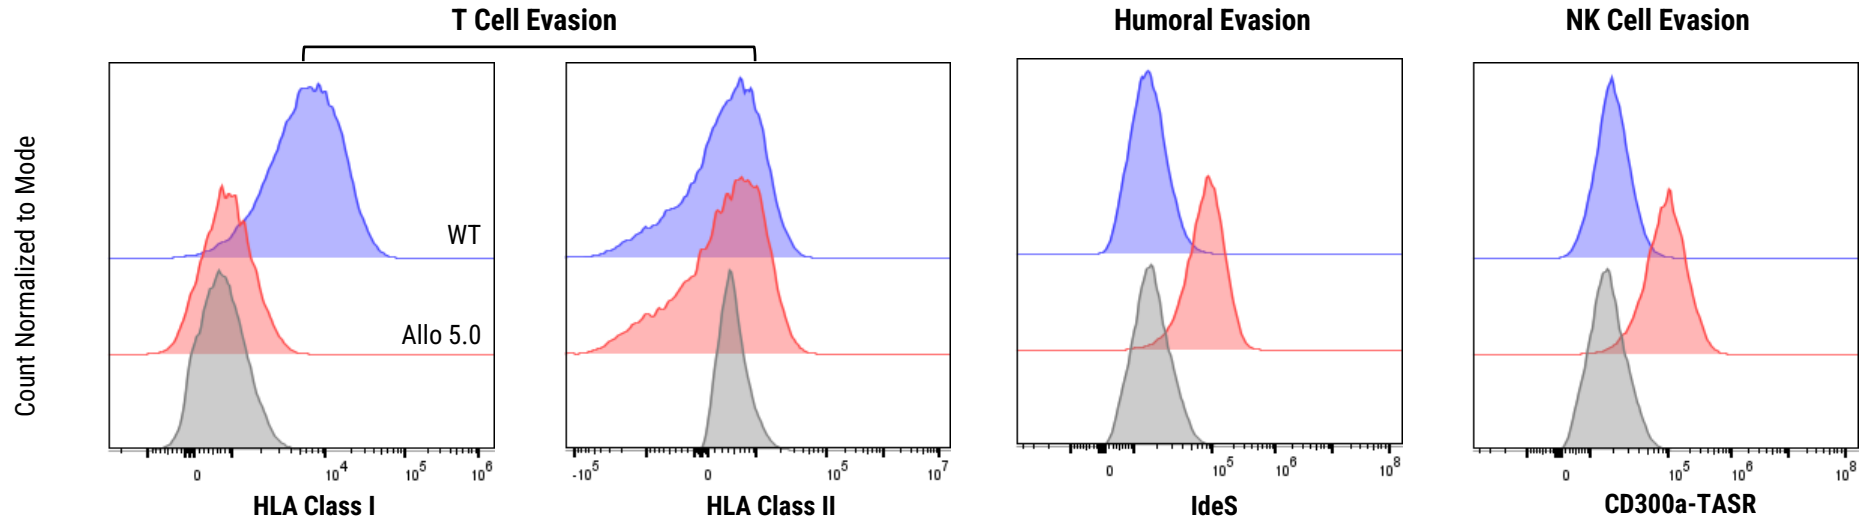 T Cell Evasion
Humoral Evasion
NK Cell Evasion
Count Normalized to Mode
WT
Allo 5.0
0 10^4 10^5 10^6
-10^5 0 10^5 10^7
0 10^5 10^6 10^8
0 10^5 10^6 10^8
HLA Class I
HLA Class II
IdeS
CD300a-TASR